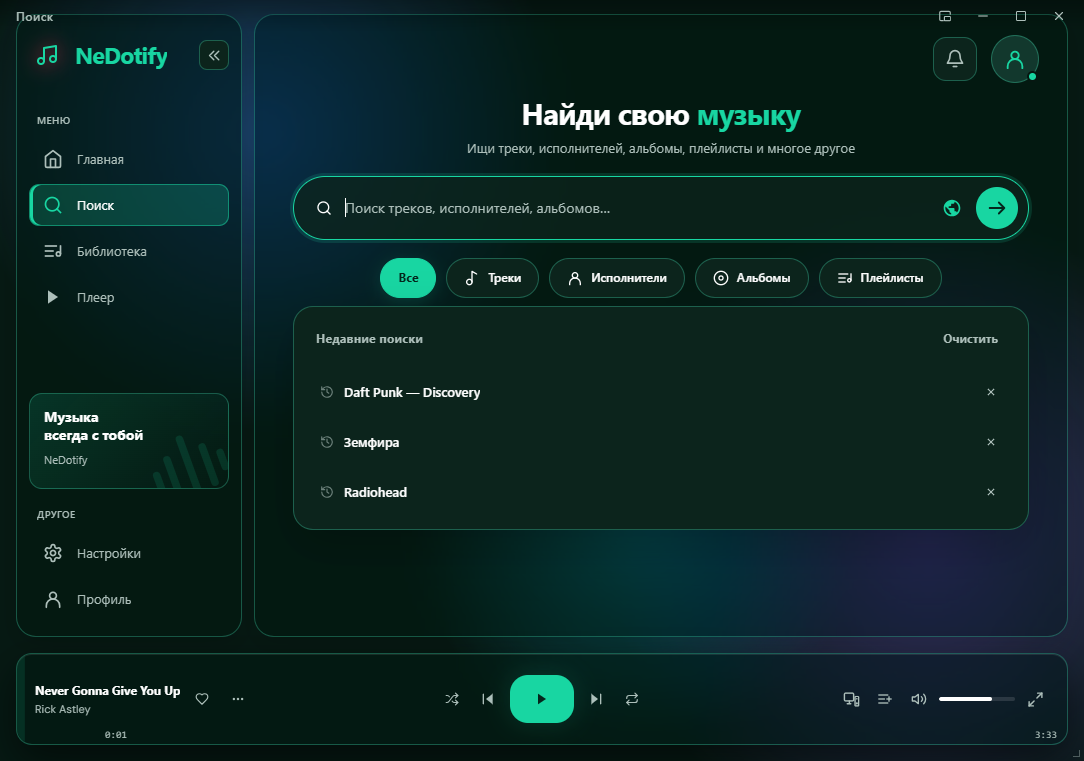 Поиск
NeDotify
МЕНЮ
Главная
Поиск
Библиотека
Плеер
Музыка
всегда с тобой
NeDotify
ДРУГОЕ
Настройки
Профиль
Найди свою музыку
Ищи треки, исполнителей, альбомы, плейлисты и многое другое
Поиск треков, исполнителей, альбомов...
Все Треки Исполнители Альбомы Плейлисты
Недавние поиски Очистить
Daft Punk — Discovery
Земфира
Radiohead
Never Gonna Give You Up
Rick Astley
0:01 3:33